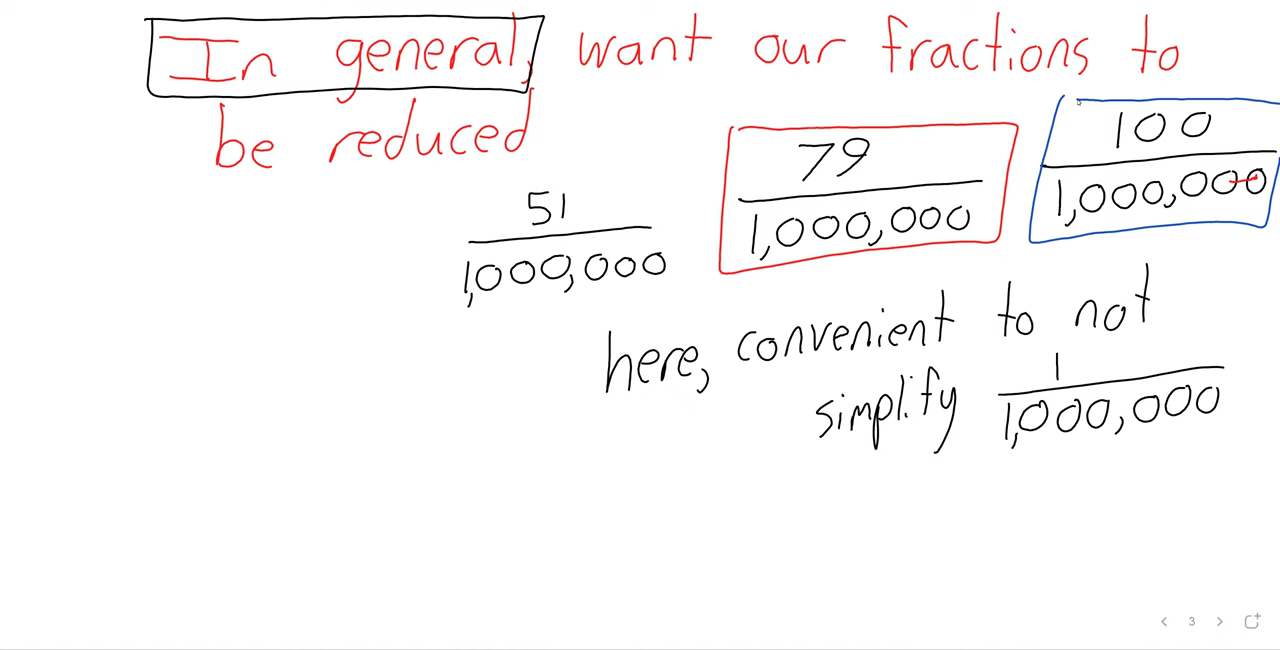 In general, want our fractions to
be reduced
51
1,000,000
79
1,000,000
100
1,000,000
here, convenient to not
simplify
1
1,000,000
3